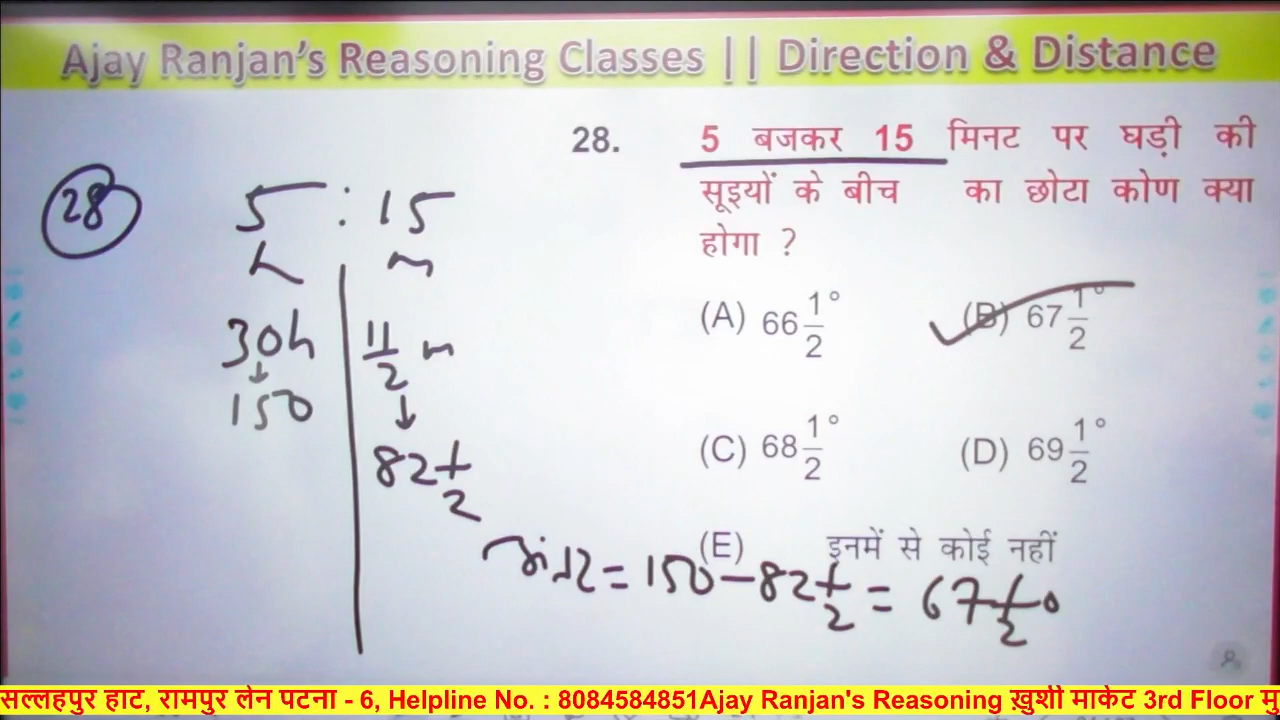 Ajay Ranjan's Reasoning Classes || Direction & Distance
28. 5 बजकर 15 मिनट पर घड़ी की
सूइयों के बीच का छोटा कोण क्या
होगा ?
(A) 66 1/2° (B) 67 1/2°
(C) 68 1/2° (D) 69 1/2°
(E) इनमें से कोई नहीं
28
5 : 15
h m
30h 11/2 m
150 82 1/2
= 150 - 82 1/2 = 67 1/2°
सल्लहपुर हाट, रामपुर लेन पटना - 6, Helpline No. : 8084584851Ajay Ranjan's Reasoning ख़ुशी मार्केट 3rd Floor मु